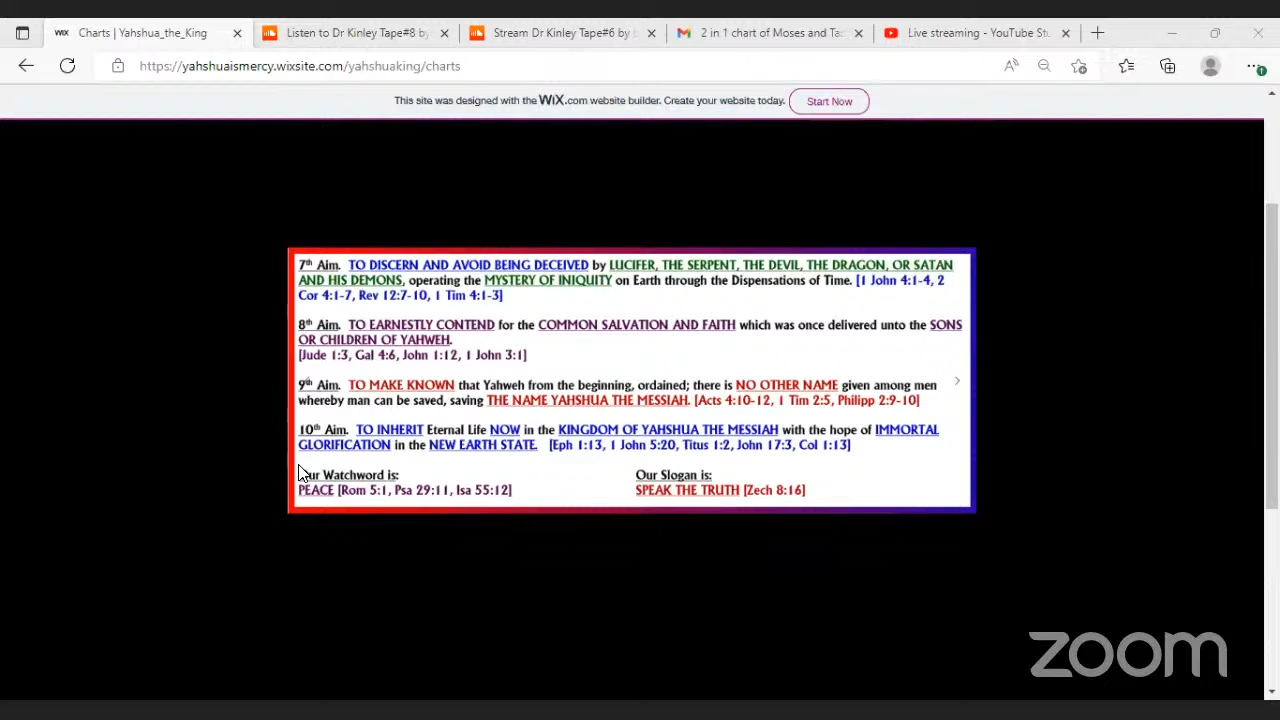 Charts | Yahshua_the_King
Listen to Dr Kinley Tape#8 by
Stream Dr Kinley Tape#6 by
2 in 1 chart of Moses and Ta
Live streaming - YouTube Stu
https://yahshuaismercy.wixsite.com/yahshuaking/charts
This site was designed with the WiX.com website builder. Create your website today.
Start Now
7th Aim. TO DISCERN AND AVOID BEING DECEIVED by LUCIFER, THE SERPENT, THE DEVIL, THE DRAGON, OR SATAN
AND HIS DEMONS, operating the MYSTERY OF INIQUITY on Earth through the Dispensations of Time. [1 John 4:1-4, 2
Cor 4:1-7, Rev 12:7-10, 1 Tim 4:1-3]
8th Aim. TO EARNESTLY CONTEND for the COMMON SALVATION AND FAITH which was once delivered unto the SONS
OR CHILDREN OF YAHWEH.
[Jude 1:3, Gal 4:6, John 1:12, 1 John 3:1]
9th Aim. TO MAKE KNOWN that Yahweh from the beginning, ordained; there is NO OTHER NAME given among men
whereby man can be saved, saving THE NAME YAHSHUA THE MESSIAH. [Acts 4:10-12, 1 Tim 2:5, Philipp 2:9-10]
10th Aim. TO INHERIT Eternal Life NOW in the KINGDOM OF YAHSHUA THE MESSIAH with the hope of IMMORTAL
GLORIFICATION in the NEW EARTH STATE. [Eph 1:13, 1 John 5:20, Titus 1:2, John 17:3, Col 1:13]
Our Watchword is:
PEACE [Rom 5:1, Psa 29:11, Isa 55:12]
Our Slogan is:
SPEAK THE TRUTH [Zech 8:16]
zoom